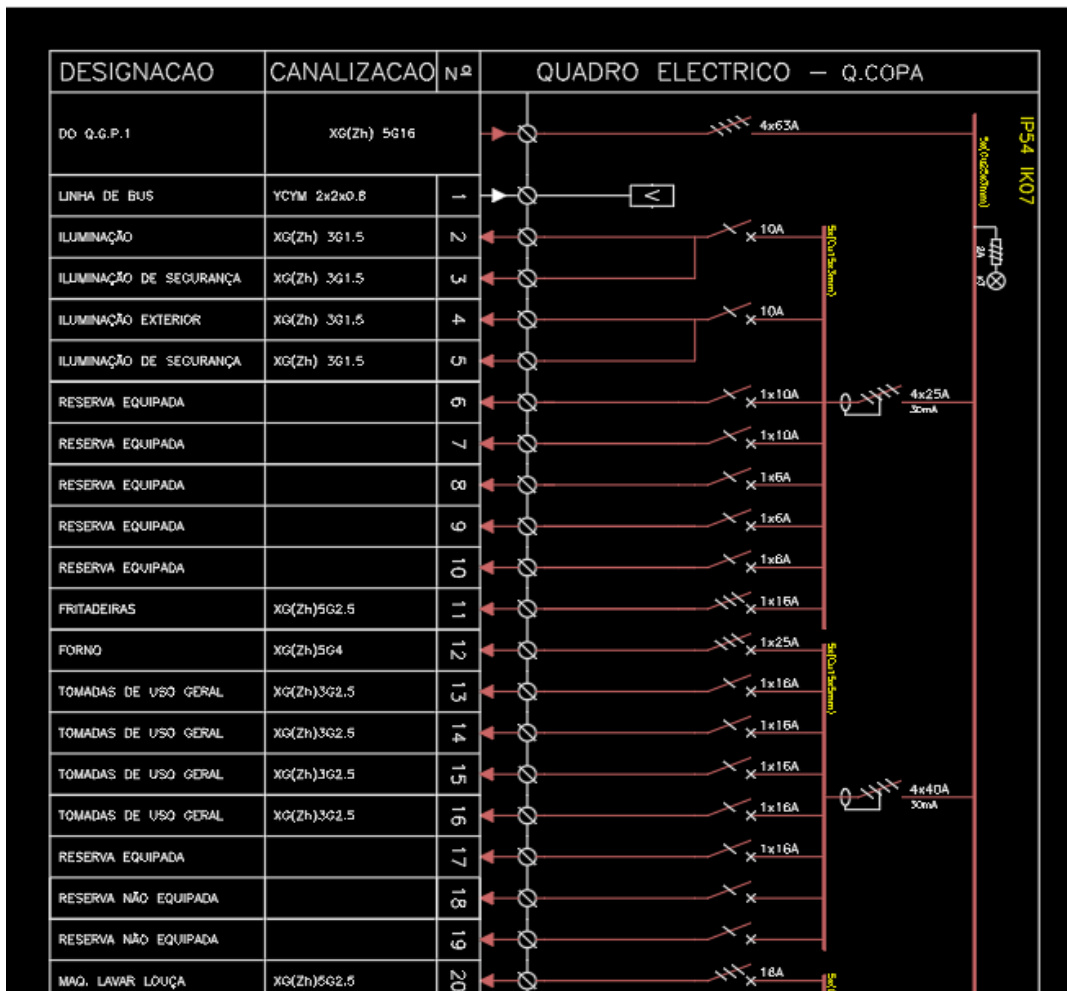 DESIGNACAO CANALIZACAO Nº QUADRO ELECTRICO – Q.COPA
DO Q.G.P.1 XG(Zh) 5G16 4x63A
IP54 IK07
LINHA DE BUS YCYM 2x2x0.8 1 <
ILUMINAÇÃO XG(Zh) 3G1.5 2 10A
5x(Cu15x3mm)
2A
ILUMINAÇÃO DE SEGURANÇA XG(Zh) 3G1.5 3 x3
ILUMINAÇÃO EXTERIOR XG(Zh) 3G1.5 4 10A
ILUMINAÇÃO DE SEGURANÇA XG(Zh) 3G1.5 5
RESERVA EQUIPADA 6 1x10A 4x25A
30mA
RESERVA EQUIPADA 7 1x10A
RESERVA EQUIPADA 8 1x6A
RESERVA EQUIPADA 9 1x6A
RESERVA EQUIPADA 10 1x6A
FRITADEIRAS XG(Zh)5G2.5 11 1x16A
FORNO XG(Zh)5G4 12 1x25A
5x(Cu15x5mm)
TOMADAS DE USO GERAL XG(Zh)3G2.5 13 1x16A
TOMADAS DE USO GERAL XG(Zh)3G2.5 14 1x16A
TOMADAS DE USO GERAL XG(Zh)3G2.5 15 1x16A
4x40A
30mA
TOMADAS DE USO GERAL XG(Zh)3G2.5 16 1x16A
RESERVA EQUIPADA 17 1x16A
RESERVA NÃO EQUIPADA 18
RESERVA NÃO EQUIPADA 19
MAQ. LAVAR LOUÇA XG(Zh)5G2.5 20 16A